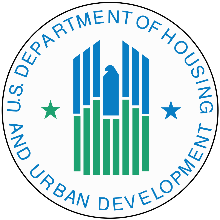 U.S. DEPARTMENT OF HOUSING
AND URBAN DEVELOPMENT